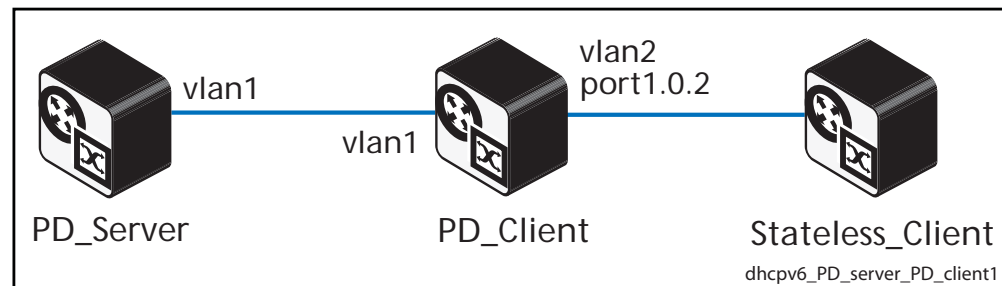 vlan1
vlan1
vlan2
port1.0.2
PD_Server
PD_Client
Stateless_Client
dhcpv6_PD_server_PD_client1